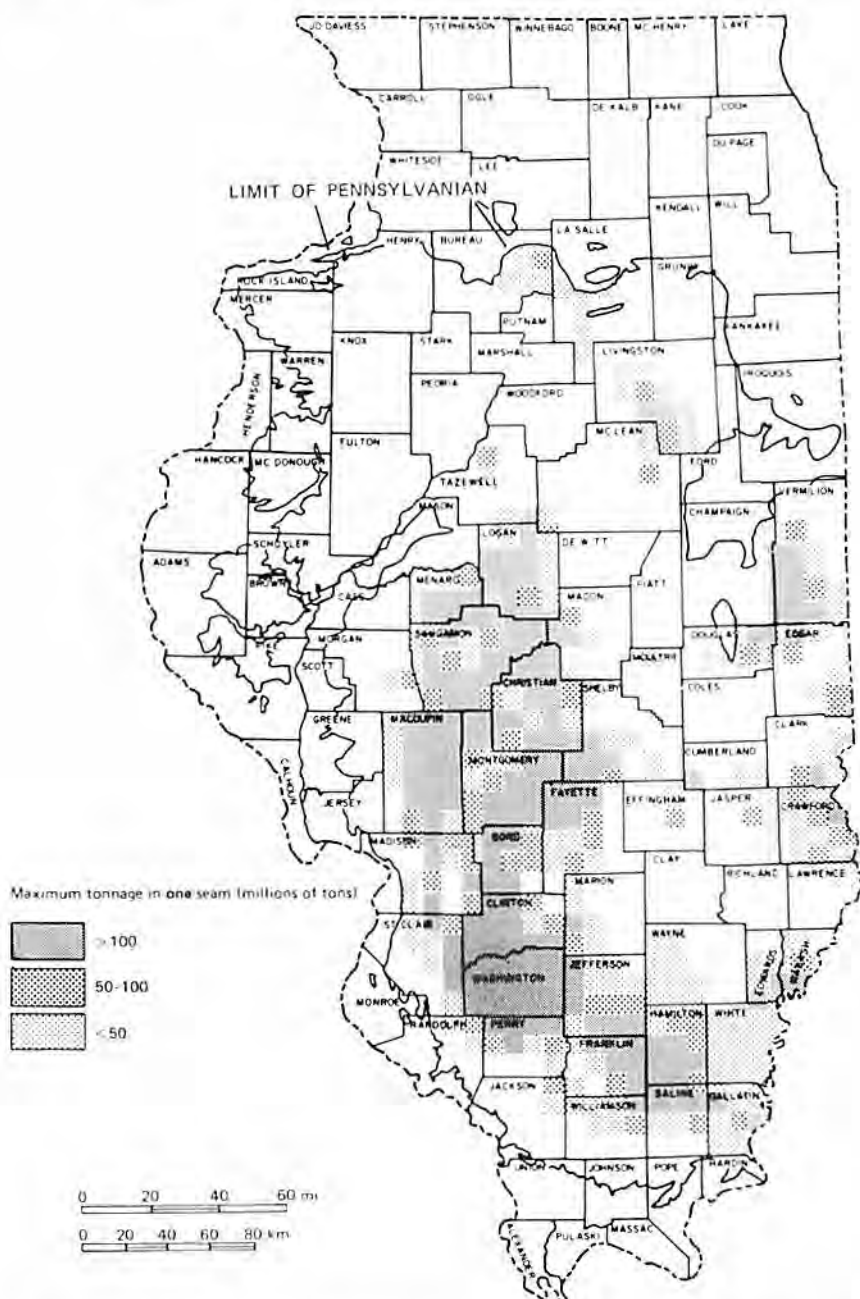 JO DAVIESS
STEPHENSON
WINNEBAGO
BOONE
MC HENRY
LAKE
CARROLL
OGLE
DE KALB
KANE
COOK
DU PAGE
WHITESIDE
LEE
LIMIT OF PENNSYLVANIAN
KENDALL
WILL
HENRY
BUREAU
LA SALLE
GRUNDY
ROCK ISLAND
MERCER
PUTNAM
KANKAKEE
KNOX
STARK
MARSHALL
LIVINGSTON
WARREN
HENDERSON
PEORIA
WOODFORD
IROQUOIS
HANCOCK
MC DONOUGH
FULTON
MC LEAN
FORD
TAZEWELL
VERMILION
MASON
CHAMPAIGN
ADAMS
SCHUYLER
LOGAN
DE WITT
BROWN
CASS
MENARD
MACON
PIATT
PIKE
MORGAN
SANGAMON
DOUGLAS
EDGAR
SCOTT
CHRISTIAN
MOULTRIE
SHELBY
COLES
GREENE
MACOUPIN
CLARK
CALHOUN
MONTGOMERY
CUMBERLAND
JERSEY
FAYETTE
EFFINGHAM
JASPER
CRAWFORD
MADISON
BOND
CLAY
RICHLAND
LAWRENCE
Maximum tonnage in one seam (millions of tons)
>100
50-100
<50
MARION
CLINTON
ST CLAIR
WAYNE
EDWARDS
WABASH
WASHINGTON
JEFFERSON
MONROE
RANDOLPH
PERRY
HAMILTON
WHITE
FRANKLIN
JACKSON
WILLIAMSON
SALINE
GALLATIN
UNION
JOHNSON
POPE
HARDIN
0 20 40 60 mi
0 20 40 60 80 km
ALEXANDER
PULASKI
MASSAC